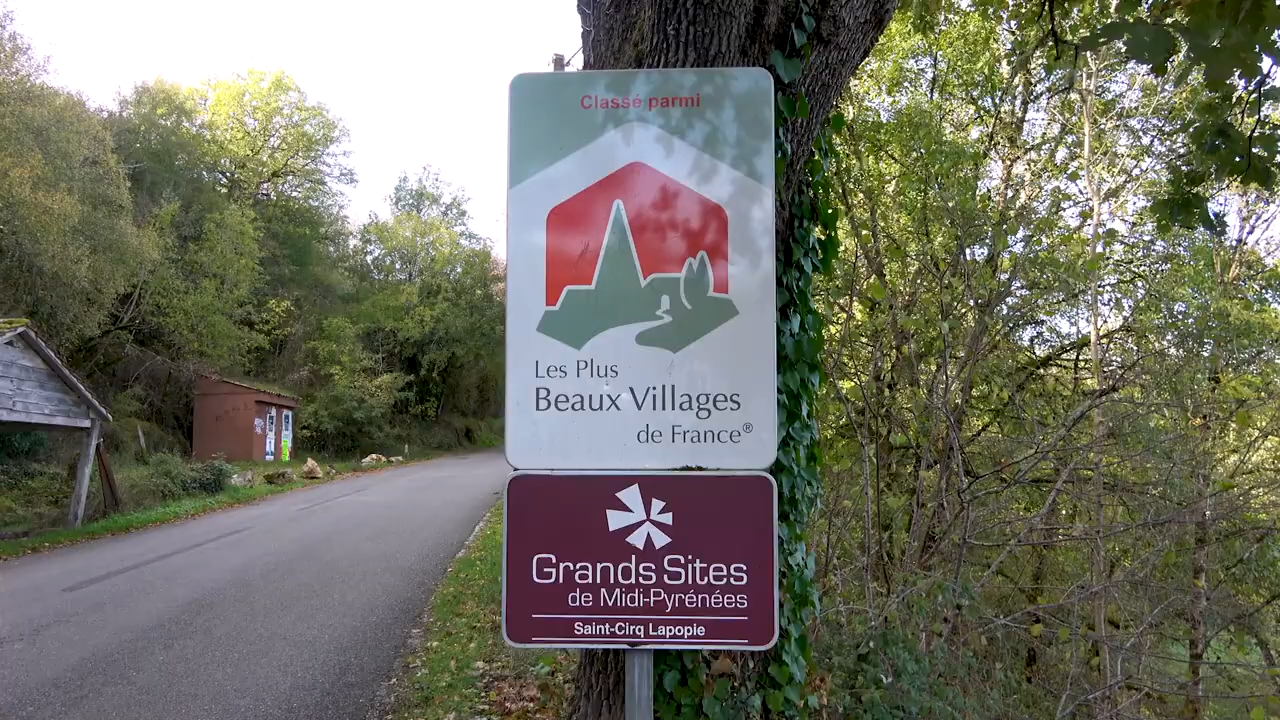 Classé parmi
Les Plus
Beaux Villages
de France®
Grands Sites
de Midi-Pyrénées
Saint-Cirq Lapopie